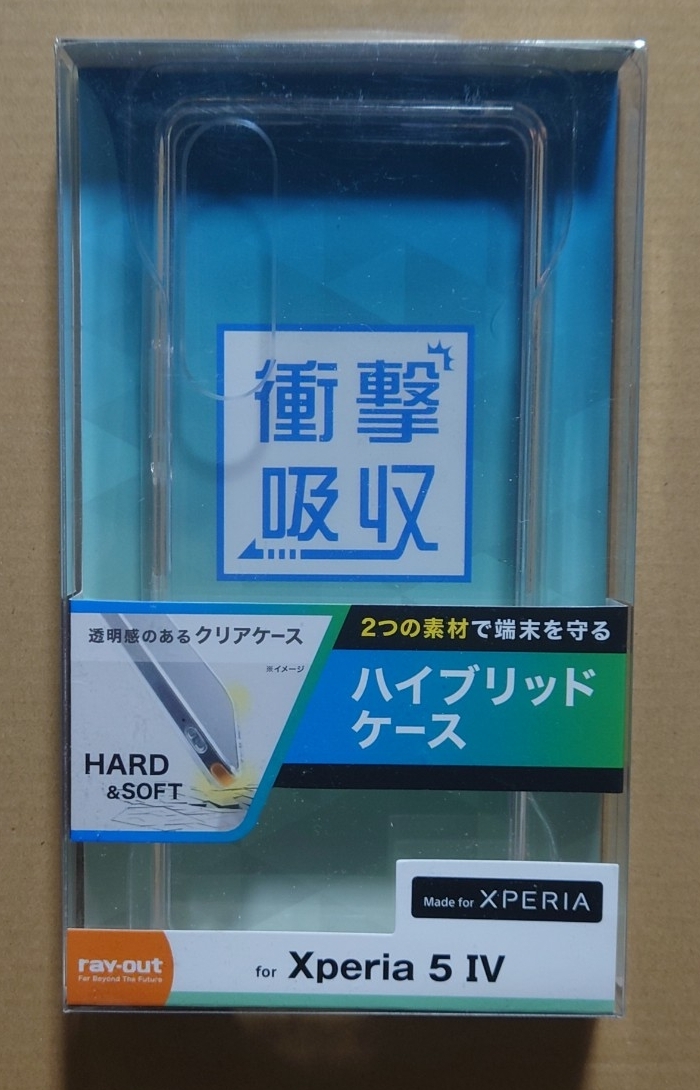 衝撃
吸収
透明感のあるクリアケース
※イメージ
HARD
&SOFT
2つの素材で端末を守る
ハイブリッド
ケース
Made for XPERIA
ray-out
Far Beyond The Future
for Xperia 5 IV